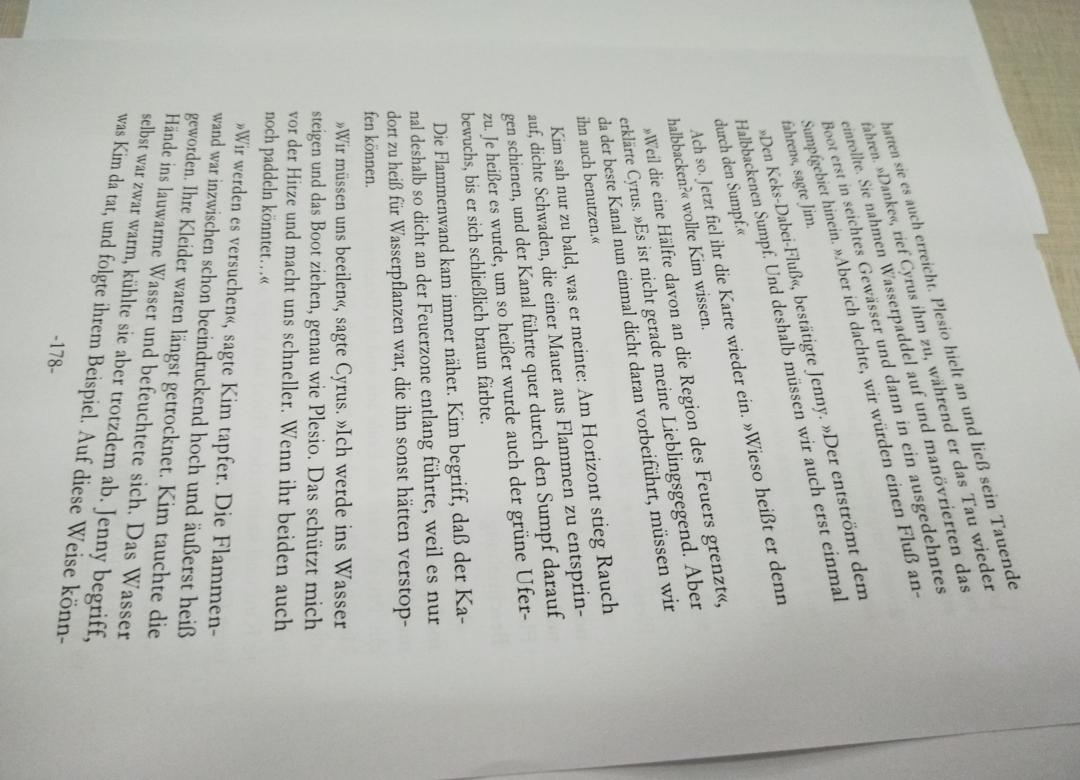 hatten sie es auch erreicht. Plesio hielt an und ließ sein Tauende
fahren. »Danke«, rief Cyrus ihm zu, während er das Tau wieder
einrollte. Sie nahmen Wasserpaddel auf und manövrierten das
Boot erst in seichtes Gewässer und dann in ein ausgedehntes
Sumpfgebiet hinein. »Aber ich dachte, wir würden einen Fluß an-
fahren«, sagte Jim.
»Den Keks-Dabei-Fluß«, bestätigte Jenny. »Der entströmt dem
Halbbackenen Sumpf. Und deshalb müssen wir auch erst einmal
durch den Sumpf.«
Ach so. Jetzt fiel ihr die Karte wieder ein. »Wieso heißt er denn
halbbacken?« wollte Kim wissen.
»Weil die eine Hälfte davon an die Region des Feuers grenzt«,
erklärte Cyrus. »Es ist nicht gerade meine Lieblingsgegend. Aber
da der beste Kanal nun einmal dicht daran vorbeiführt, müssen wir
ihn auch benutzen.«
Kim sah nur zu bald, was er meinte: Am Horizont stieg Rauch
auf, dichte Schwaden, die einer Mauer aus Flammen zu entsprin-
gen schienen, und der Kanal führte quer durch den Sumpf darauf
zu. Je heißer es wurde, um so heißer wurde auch der grüne Ufer-
bewuchs, bis er sich schließlich braun färbte.
Die Flammenwand kam immer näher. Kim begriff, daß der Ka-
nal deshalb so dicht an der Feuerzone entlang führte, weil es nur
dort zu heiß für Wasserpflanzen war, die ihn sonst hätten verstop-
fen können.
»Wir müssen uns beeilen«, sagte Cyrus. »Ich werde ins Wasser
steigen und das Boot ziehen, genau wie Plesio. Das schützt mich
vor der Hitze und macht uns schneller. Wenn ihr beiden auch
noch paddeln könntet...«
»Wir werden es versuchen«, sagte Kim tapfer. Die Flammen-
wand war inzwischen schon beeindruckend hoch und äußerst heiß
geworden. Ihre Kleider waren längst getrocknet. Kim tauchte die
Hände ins lauwarme Wasser und befeuchtete sich. Das Wasser
selbst war zwar warm, kühlte sie aber trotzdem ab. Jenny begriff,
was Kim da tat, und folgte ihrem Beispiel. Auf diese Weise könn-
-178-